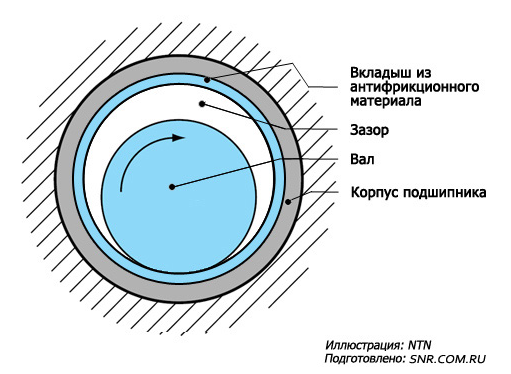 Вкладыш из
антифрикционного
материала
Зазор
Вал
Корпус подшипника
Иллюстрация: NTN
Подготовлено: SNR.COM.RU